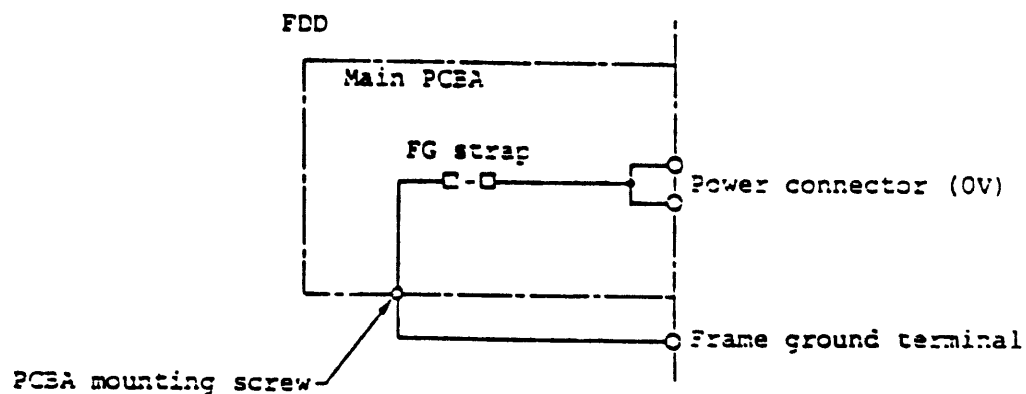 FDD
Main PCBA
FG strap
Power connector (0V)
Frame ground terminal
PCBA mounting screw